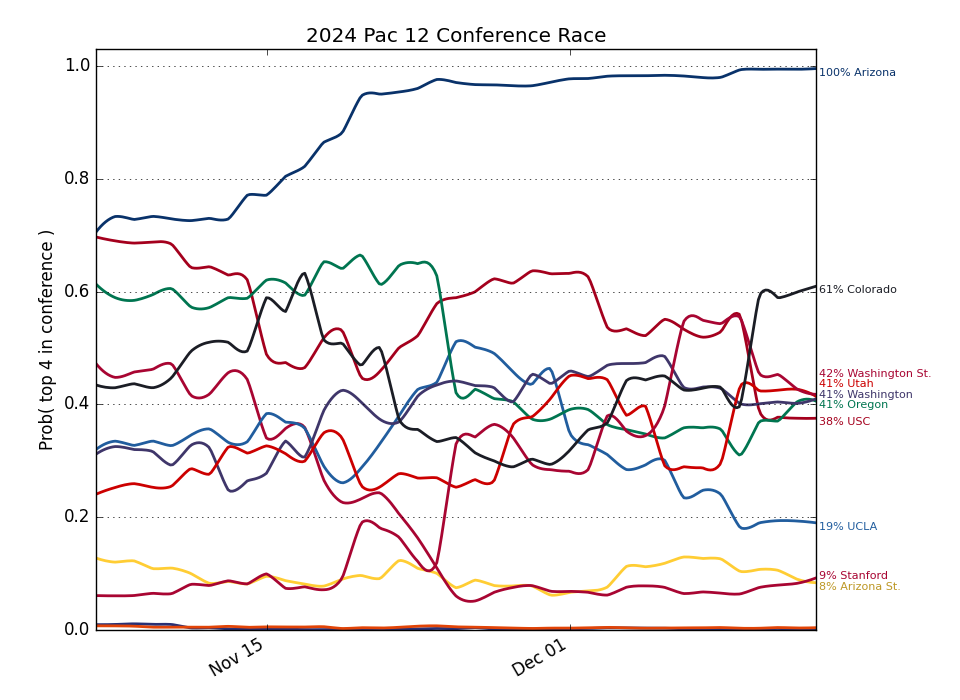 2024 Pac 12 Conference Race
Prob( top 4 in conference )
1.0
0.8
0.6
0.4
0.2
0.0
Nov 15
Dec 01
100% Arizona
61% Colorado
42% Washington St.
41% Utah
41% Washington
41% Oregon
38% USC
19% UCLA
9% Stanford
8% Arizona St.